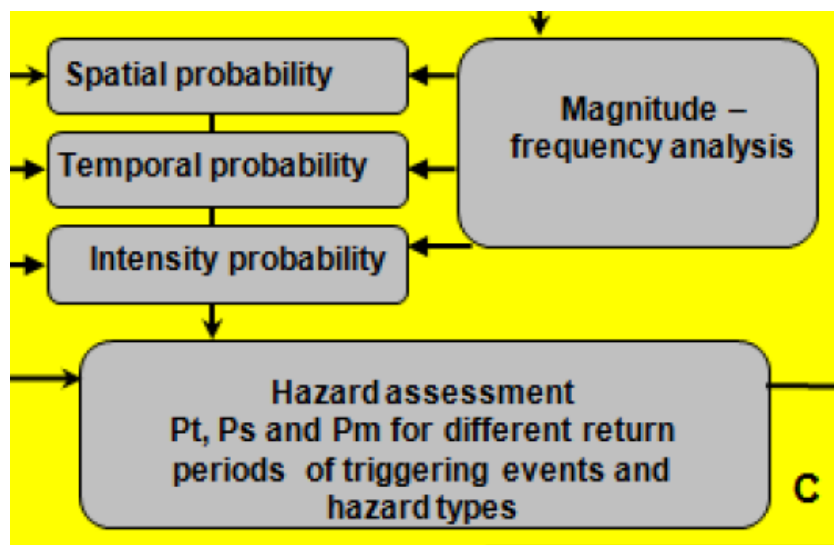 Spatial probability
Magnitude –
frequency analysis
Temporal probability
Intensity probability
Hazard assessment
Pt, Ps and Pm for different return
periods of triggering events and
hazard types
C